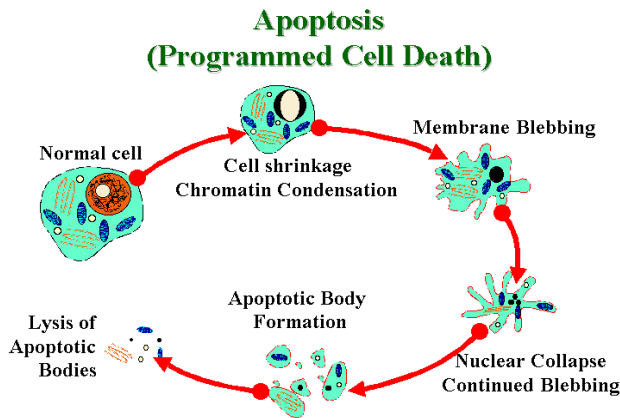 Apoptosis
(Programmed Cell Death)
Normal cell
Cell shrinkage
Chromatin Condensation
Membrane Blebbing
Nuclear Collapse
Continued Blebbing
Apoptotic Body
Formation
Lysis of
Apoptotic
Bodies